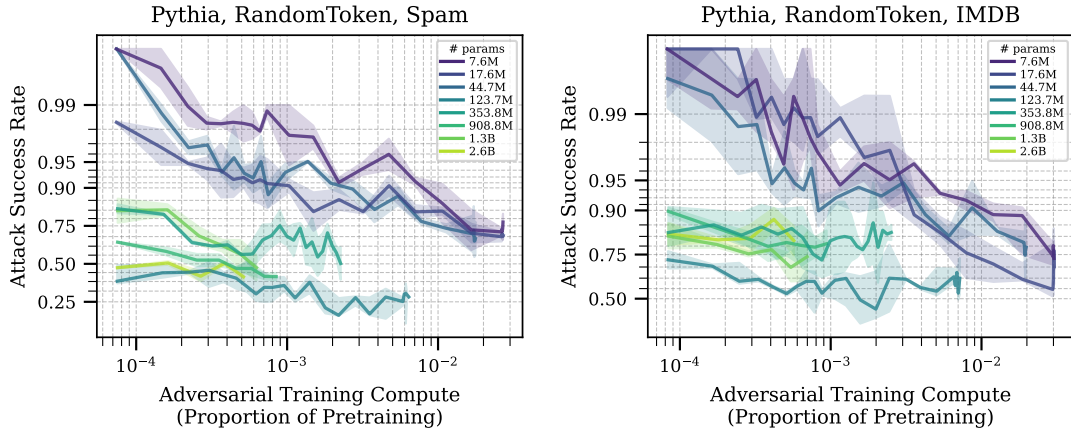 Pythia, RandomToken, Spam
Attack Success Rate
0.99
0.95
0.90
0.75
0.50
0.25
# params
7.6M
17.6M
44.7M
123.7M
353.8M
908.8M
1.3B
2.6B
10⁻⁴
10⁻³
10⁻²
Adversarial Training Compute
(Proportion of Pretraining)
Pythia, RandomToken, IMDB
Attack Success Rate
0.99
0.95
0.90
0.75
0.50
# params
7.6M
17.6M
44.7M
123.7M
353.8M
908.8M
1.3B
2.6B
10⁻⁴
10⁻³
10⁻²
Adversarial Training Compute
(Proportion of Pretraining)